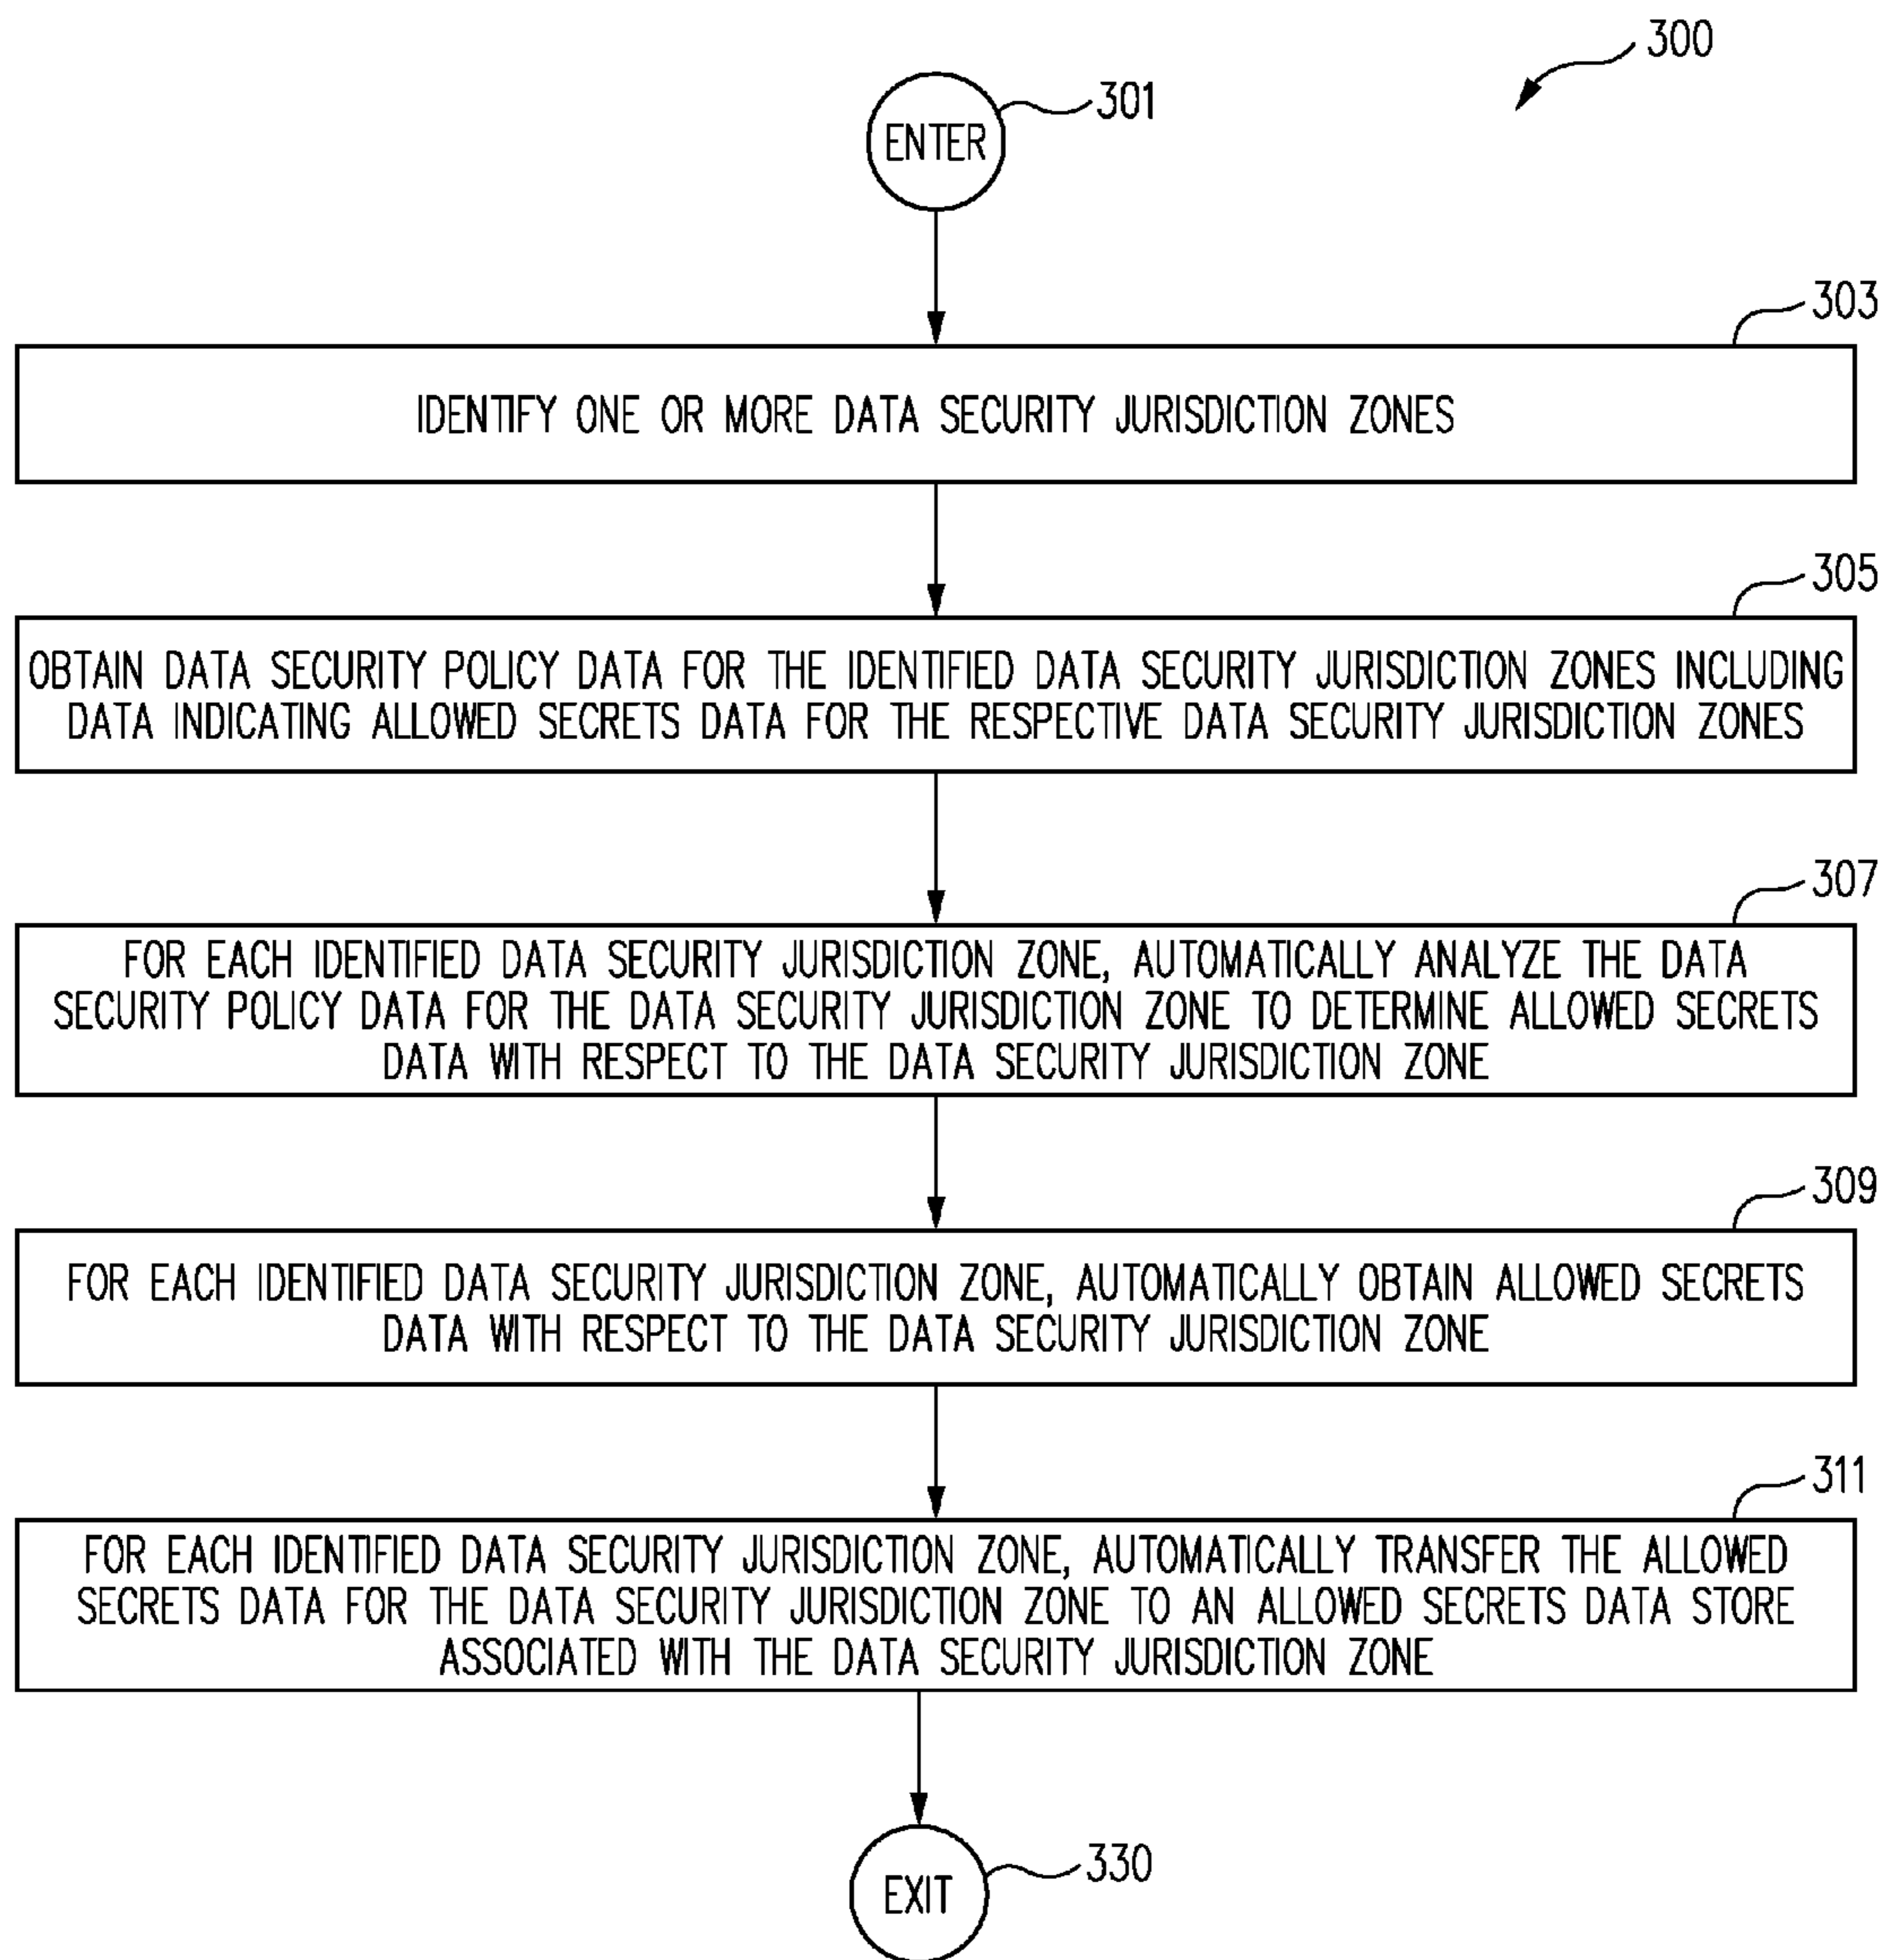 300
301
ENTER
303
IDENTIFY ONE OR MORE DATA SECURITY JURISDICTION ZONES
305
OBTAIN DATA SECURITY POLICY DATA FOR THE IDENTIFIED DATA SECURITY JURISDICTION ZONES INCLUDING
DATA INDICATING ALLOWED SECRETS DATA FOR THE RESPECTIVE DATA SECURITY JURISDICTION ZONES
307
FOR EACH IDENTIFIED DATA SECURITY JURISDICTION ZONE, AUTOMATICALLY ANALYZE THE DATA
SECURITY POLICY DATA FOR THE DATA SECURITY JURISDICTION ZONE TO DETERMINE ALLOWED SECRETS
DATA WITH RESPECT TO THE DATA SECURITY JURISDICTION ZONE
309
FOR EACH IDENTIFIED DATA SECURITY JURISDICTION ZONE, AUTOMATICALLY OBTAIN ALLOWED SECRETS
DATA WITH RESPECT TO THE DATA SECURITY JURISDICTION ZONE
311
FOR EACH IDENTIFIED DATA SECURITY JURISDICTION ZONE, AUTOMATICALLY TRANSFER THE ALLOWED
SECRETS DATA FOR THE DATA SECURITY JURISDICTION ZONE TO AN ALLOWED SECRETS DATA STORE
ASSOCIATED WITH THE DATA SECURITY JURISDICTION ZONE
330
EXIT